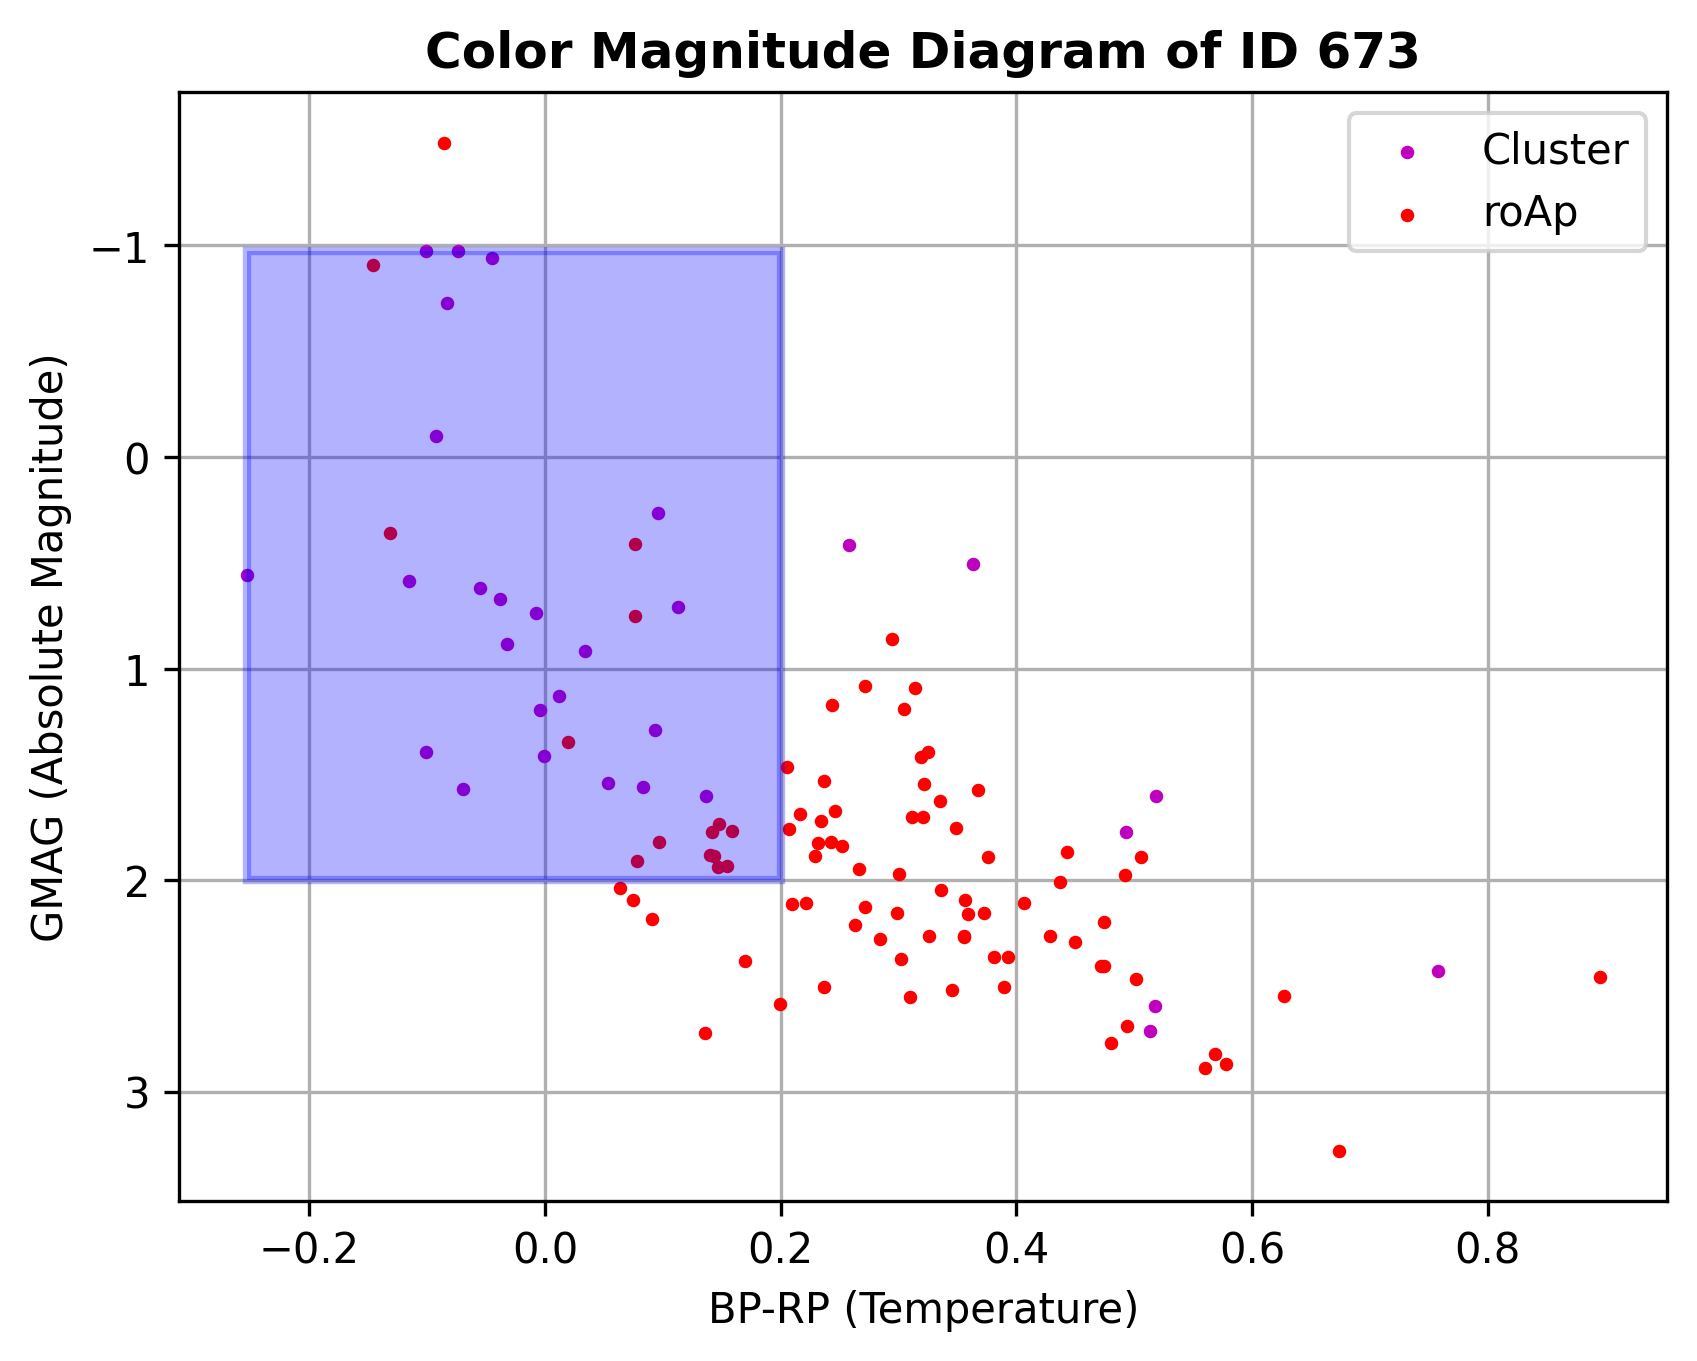 Color Magnitude Diagram of ID 673
Cluster
roAp
GMAG (Absolute Magnitude)
−1
0
1
2
3
−0.2 0.0 0.2 0.4 0.6 0.8
BP-RP (Temperature)